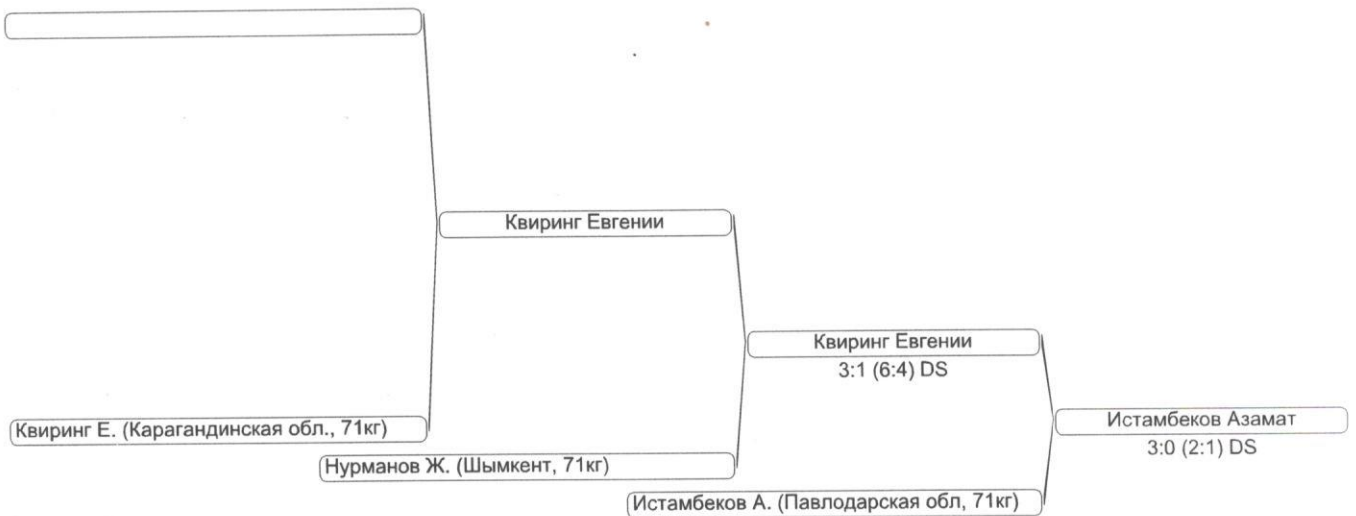 Квиринг Евгении
Квиринг Евгении
3:1 (6:4) DS
Истамбеков Азамат
3:0 (2:1) DS
Квиринг Е. (Карагандинская обл., 71кг)
Нурманов Ж. (Шымкент, 71кг)
Истамбеков А. (Павлодарская обл, 71кг)